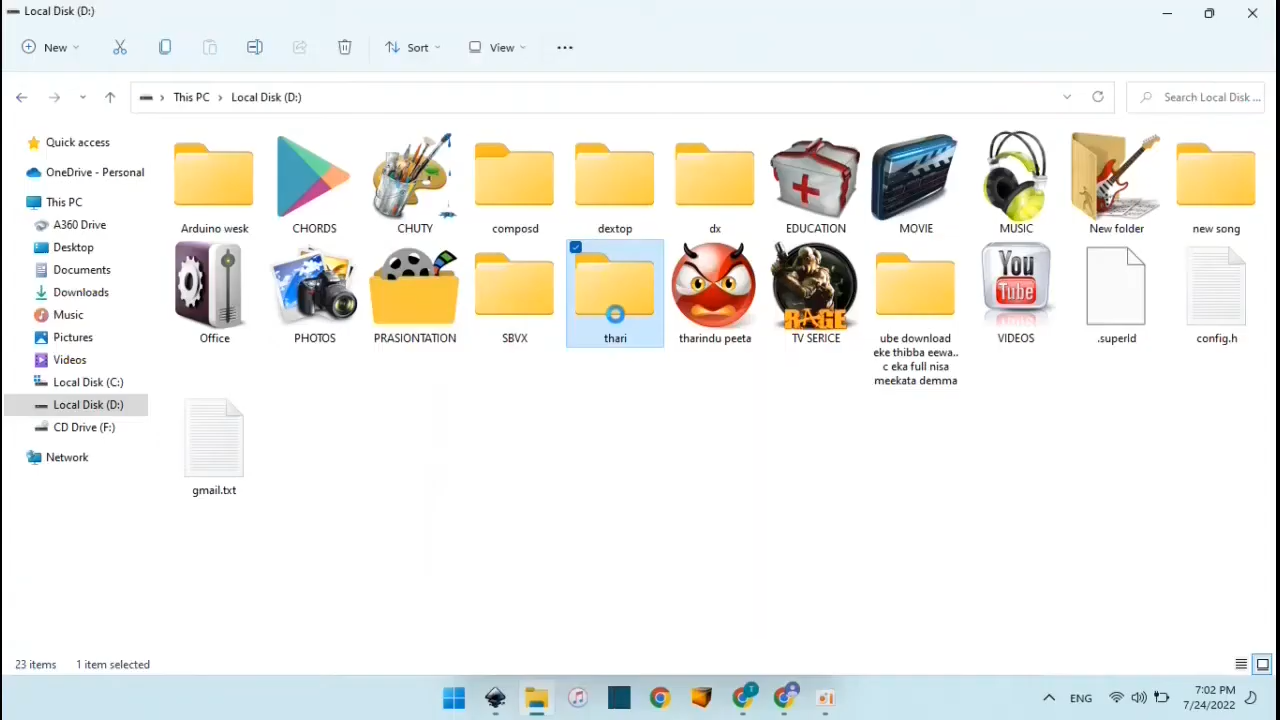 Local Disk (D:)
New
Sort
View
This PC
Local Disk (D:)
Search Local Disk ...
Quick access
OneDrive - Personal
This PC
A360 Drive
Desktop
Documents
Downloads
Music
Pictures
Videos
Local Disk (C:)
Local Disk (D:)
CD Drive (F:)
Network
Arduino wesk
CHORDS
CHUTY
composd
dextop
dx
EDUCATION
MOVIE
MUSIC
New folder
new song
Office
PHOTOS
PRASIONTATION
SBVX
thari
tharindu peeta
RAGE
TV SERICE
ube download
eke thibba eewa..
c eka full nisa
meekata demma
You
Tube
VIDEOS
.superId
config.h
gmail.txt
23 items
1 item selected
T
ENG
7:02 PM
7/24/2022